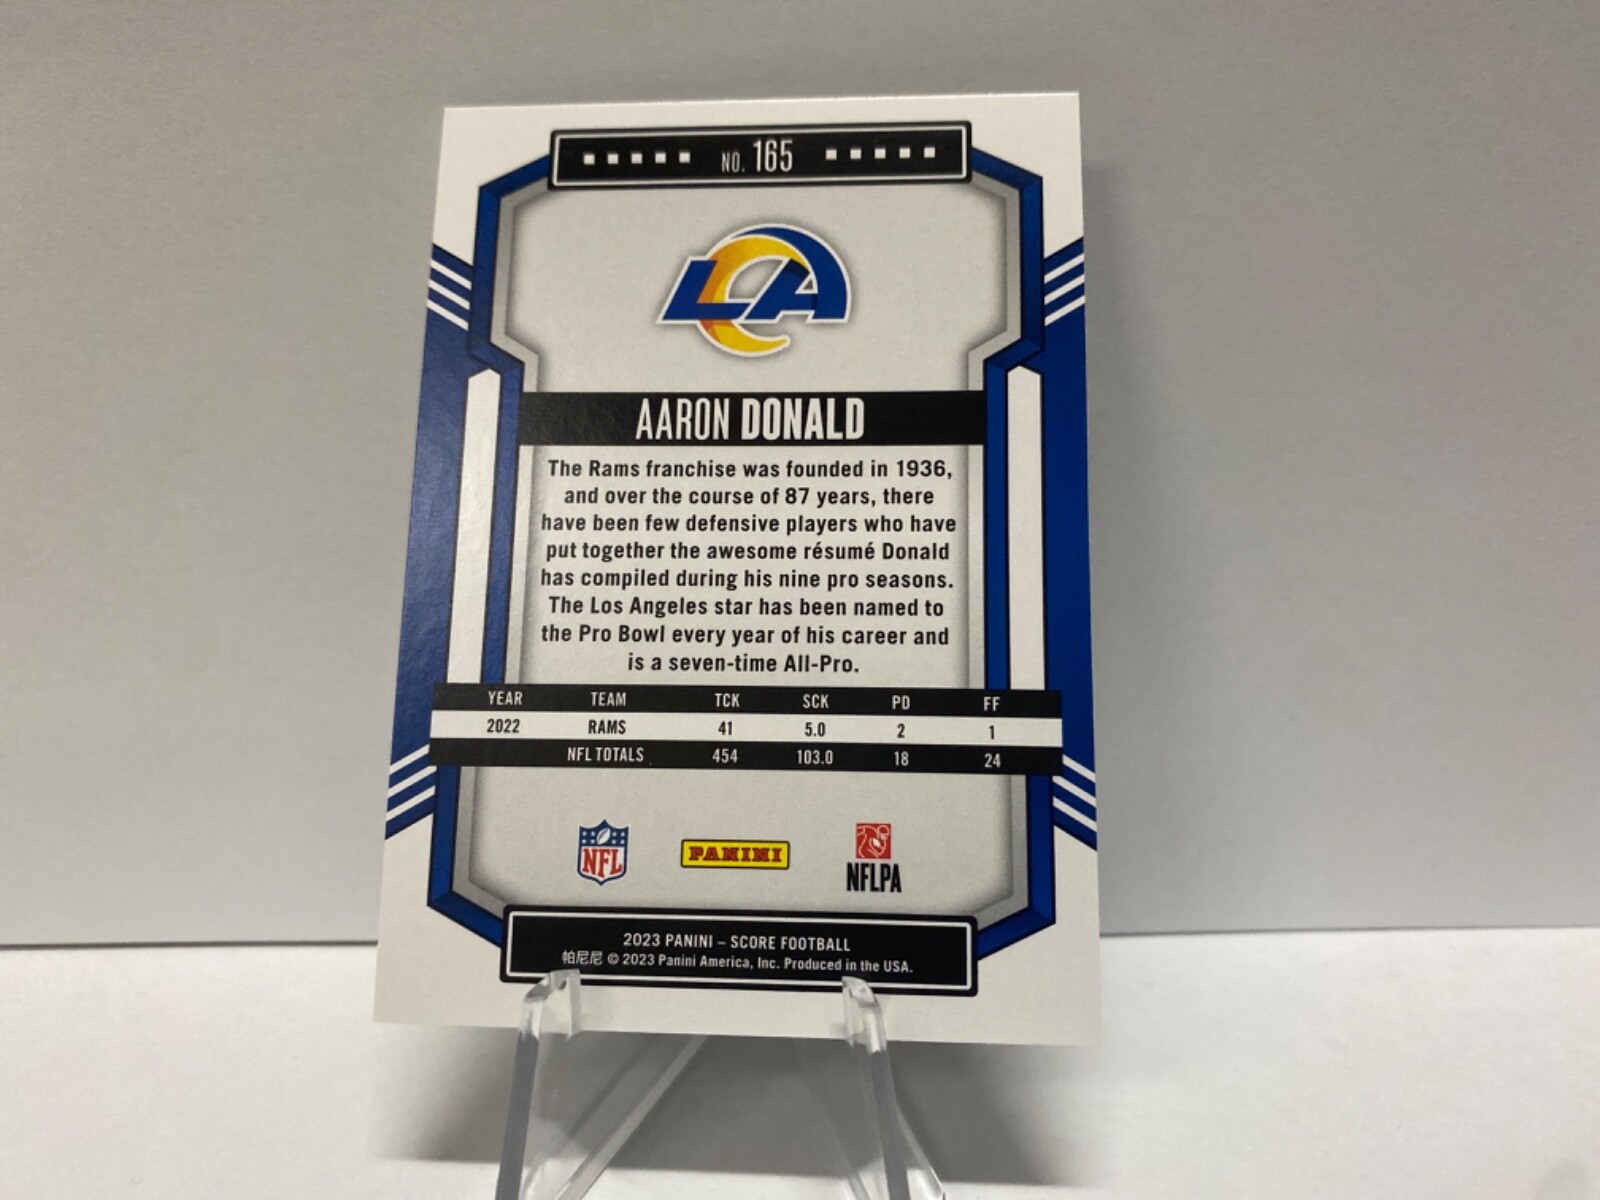 NO. 165
LA
AARON DONALD
The Rams franchise was founded in 1936,
and over the course of 87 years, there
have been few defensive players who have
put together the awesome résumé Donald
has compiled during his nine pro seasons.
The Los Angeles star has been named to
the Pro Bowl every year of his career and
is a seven-time All-Pro.
YEAR TEAM TCK SCK PD FF
2022 RAMS 41 5.0 2 1
NFL TOTALS 454 103.0 18 24
NFL PANINI NFLPA
2023 PANINI – SCORE FOOTBALL
帕尼尼 © 2023 Panini America, Inc. Produced in the USA.